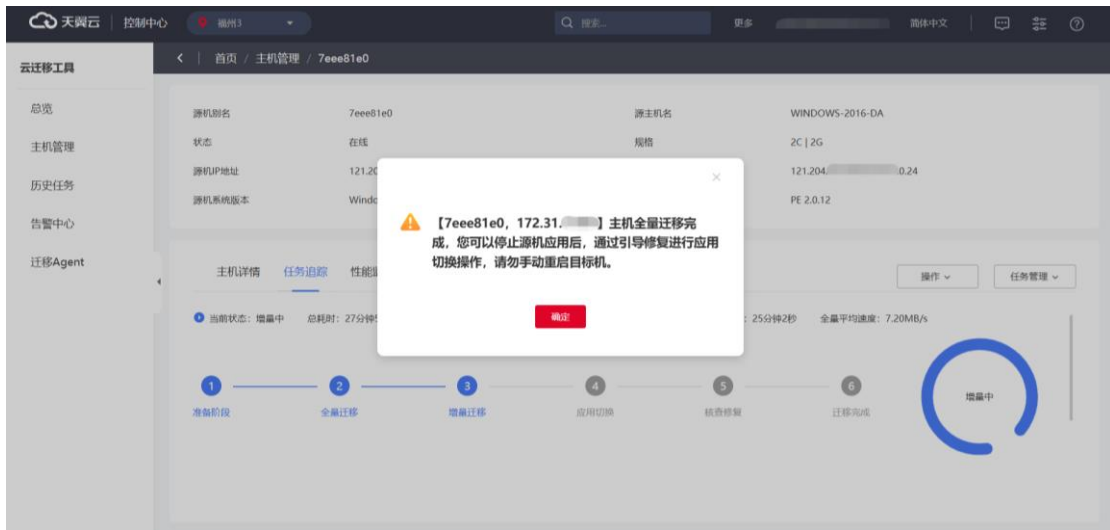 天翼云 控制中心 福州3 搜索... 更多 简体中文
云迁移工具
首页 / 主机管理 / 7eee81e0
总览
主机管理
历史任务
告警中心
迁移Agent
源机别名 7eee81e0 源主机名 WINDOWS-2016-DA
状态 在线 规格 2C | 2G
源机IP地址 121.20 121.204. 0.24
源机系统版本 Windo PE 2.0.12
【7eee81e0，172.31. 】主机全量迁移完
成，您可以停止源机应用后，通过引导修复进行应用
切换操作，请勿手动重启目标机。
确定
主机详情 任务追踪 性能 操作 任务管理
当前状态：增量中 总耗时：27分钟 : 25分钟2秒 全量平均速度：7.20MB/s
1 2 3 4 5 6
准备阶段 全量迁移 增量迁移 应用切换 核查修复 迁移完成
增量中